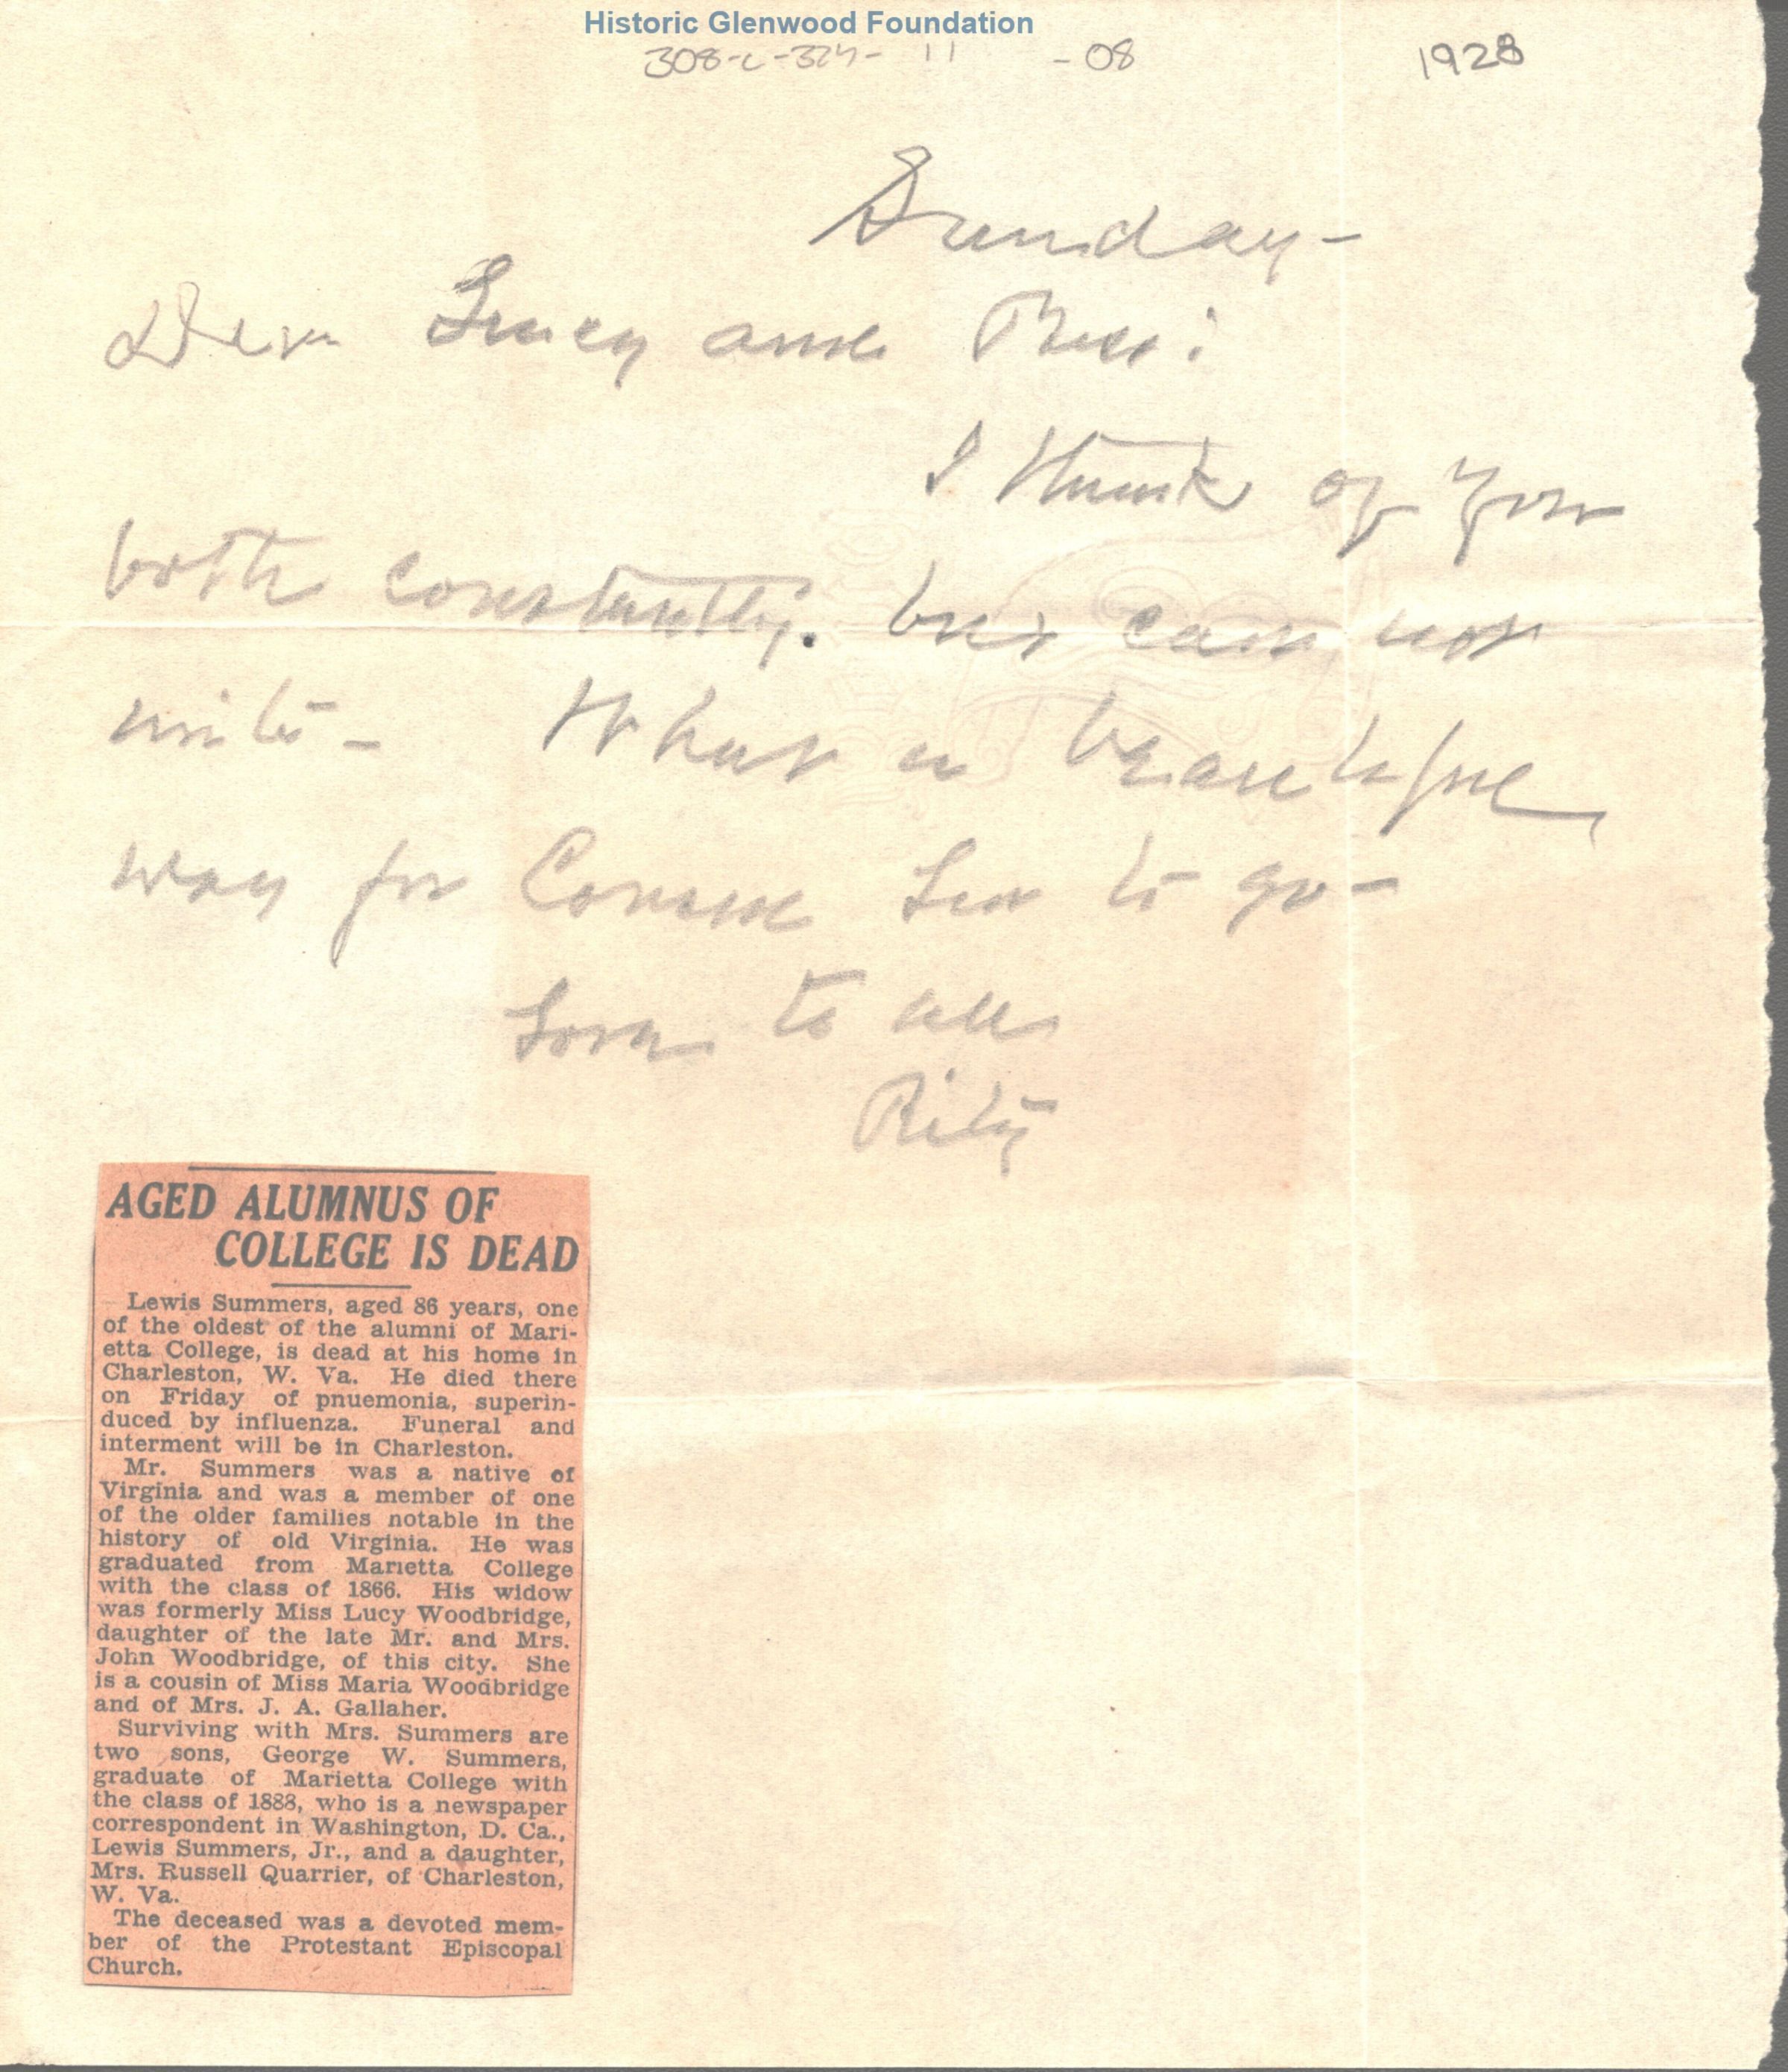 Historic Glenwood Foundation
308-c-324- 11 -08 1928
Sunday-
Dear Lucy and
I think of you
both constantly. but can not
write- What a beautiful
way for Cousin Lew to go-
Love to all
AGED ALUMNUS OF
COLLEGE IS DEAD
Lewis Summers, aged 86 years, one
of the oldest of the alumni of Mari-
etta College, is dead at his home in
Charleston, W. Va. He died there
on Friday of pnuemonia, superin-
duced by influenza. Funeral and
interment will be in Charleston.
Mr. Summers was a native of
Virginia and was a member of one
of the older families notable in the
history of old Virginia. He was
graduated from Marietta College
with the class of 1866. His widow
was formerly Miss Lucy Woodbridge,
daughter of the late Mr. and Mrs.
John Woodbridge, of this city. She
is a cousin of Miss Maria Woodbridge
and of Mrs. J. A. Gallaher.
Surviving with Mrs. Summers are
two sons, George W. Summers,
graduate of Marietta College with
the class of 1888, who is a newspaper
correspondent in Washington, D. Ca.,
Lewis Summers, Jr., and a daughter,
Mrs. Russell Quarrier, of Charleston,
W. Va.
The deceased was a devoted mem-
ber of the Protestant Episcopal
Church.